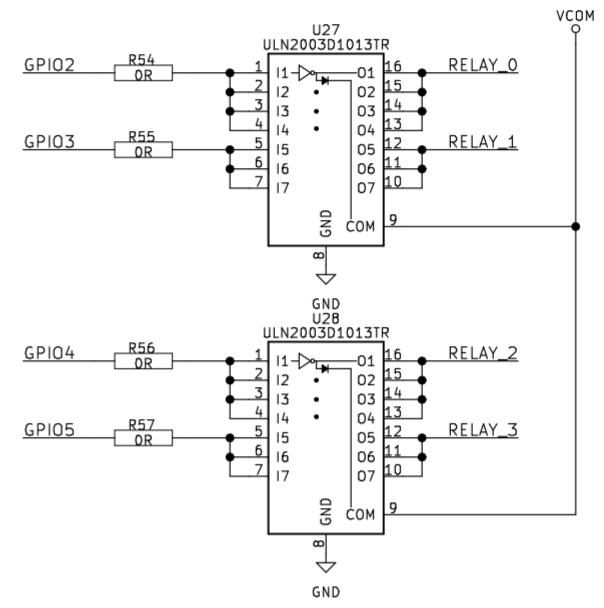 VCOM
U27
ULN2003D1013TR
GPIO2 R54 0R 1 I1 O1 16 RELAY_0
2 I2 O2 15
3 I3 O3 14
4 I4 O4 13
GPIO3 R55 0R 5 I5 O5 12 RELAY_1
6 I6 O6 11
7 I7 O7 10
GND COM 9
8
GND
U28
ULN2003D1013TR
GPIO4 R56 0R 1 I1 O1 16 RELAY_2
2 I2 O2 15
3 I3 O3 14
4 I4 O4 13
GPIO5 R57 0R 5 I5 O5 12 RELAY_3
6 I6 O6 11
7 I7 O7 10
GND COM 9
8
GND